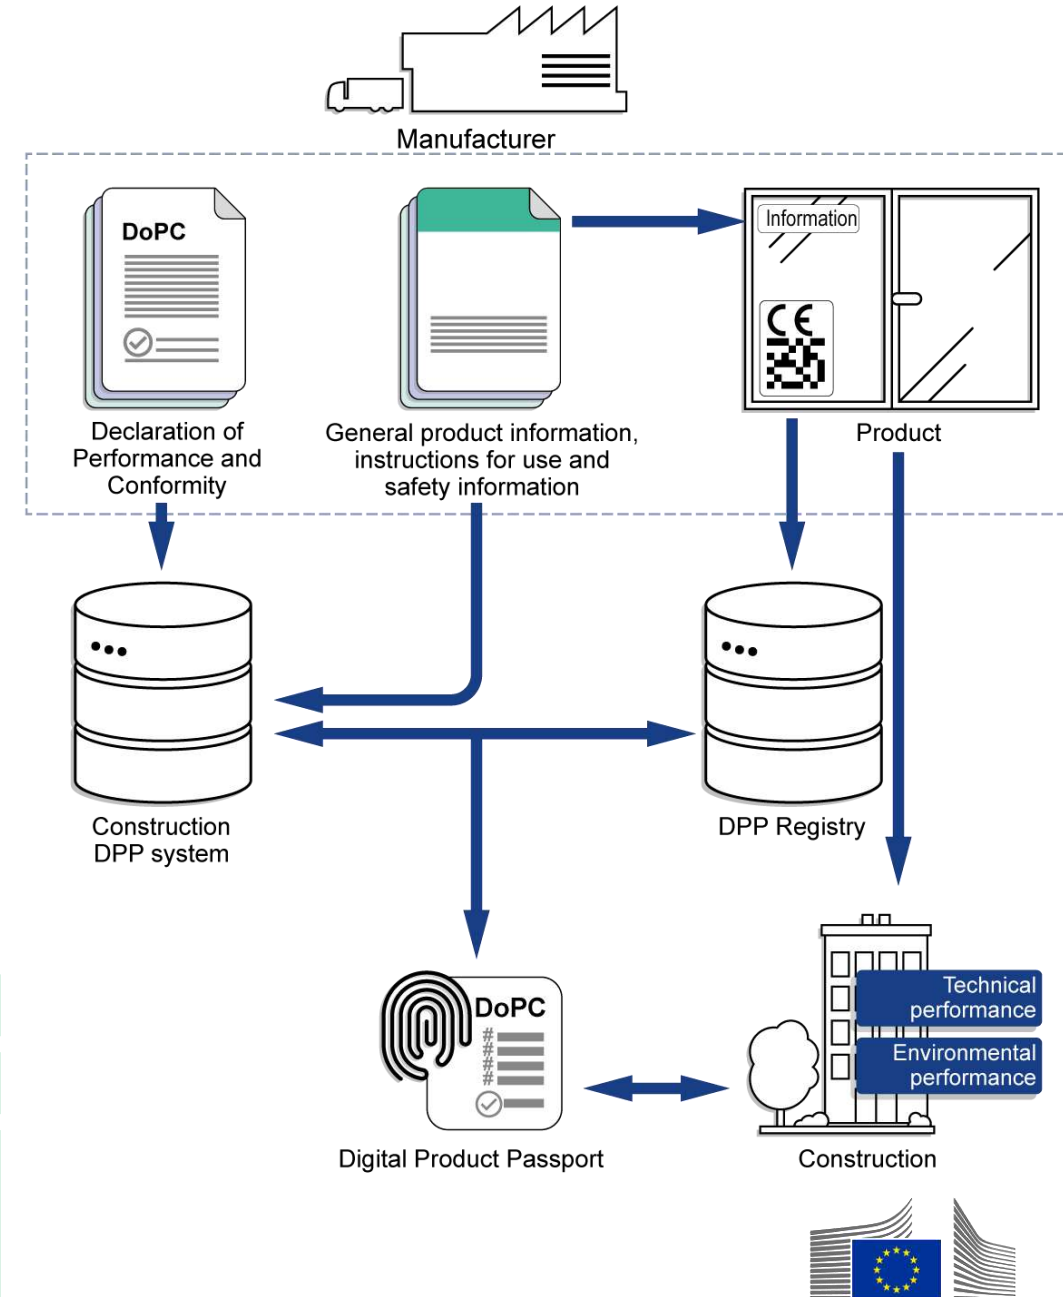 Manufacturer
DoPC
Information
CE
Declaration of
Performance and
Conformity
General product information,
instructions for use and
safety information
Product
Construction
DPP system
DPP Registry
DoPC
#
#
#
#
Technical
performance
Environmental
performance
Digital Product Passport
Construction